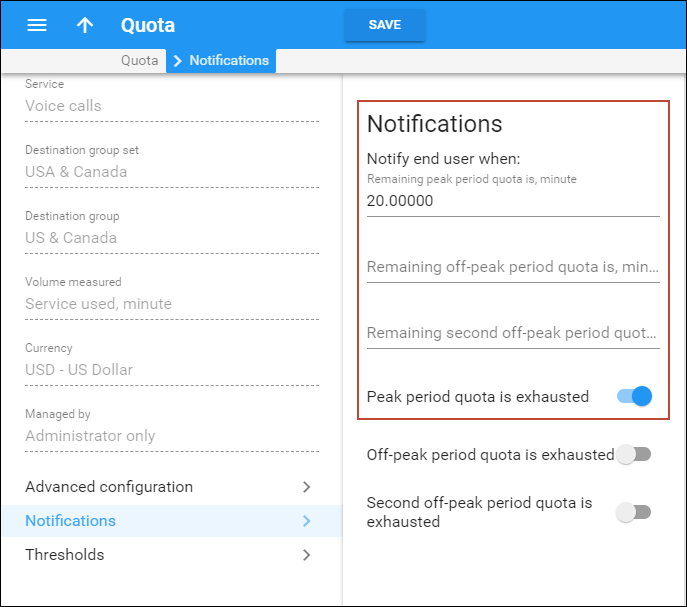 Quota
SAVE
Quota
Notifications
Service
Voice calls
Destination group set
USA & Canada
Destination group
US & Canada
Volume measured
Service used, minute
Currency
USD - US Dollar
Managed by
Administrator only
Advanced configuration
Notifications
Thresholds
Notifications
Notify end user when:
Remaining peak period quota is, minute
20.00000
Remaining off-peak period quota is, min...
Remaining second off-peak period quot...
Peak period quota is exhausted
Off-peak period quota is exhausted
Second off-peak period quota is
exhausted